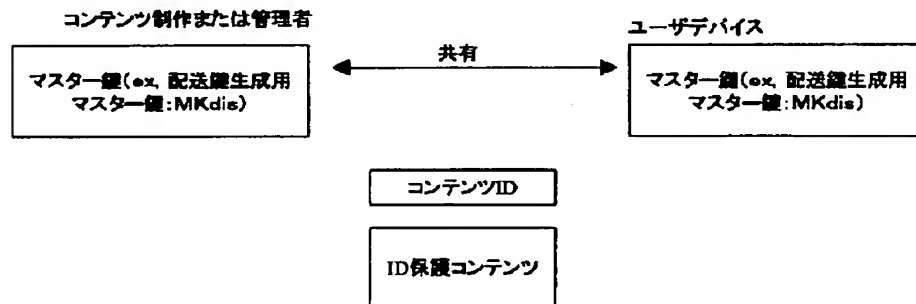 コンテンツ制作または管理者
ユーザデバイス
共有
マスター鍵(ex, 配送鍵生成用
マスター鍵:MKdis)
マスター鍵(ex, 配送鍵生成用
マスター鍵:MKdis)
コンテンツID
ID保護コンテンツ